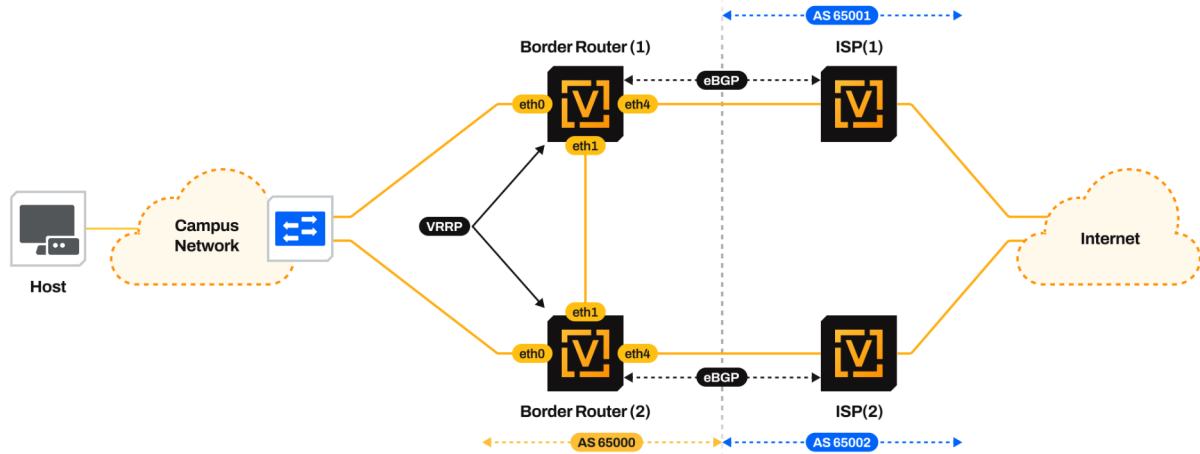 AS 65001
Border Router (1)
ISP(1)
eBGP
eth0
eth4
eth1
VRRP
Campus
Network
Internet
Host
eth1
eth0
eth4
eBGP
Border Router (2)
ISP(2)
AS 65000
AS 65002